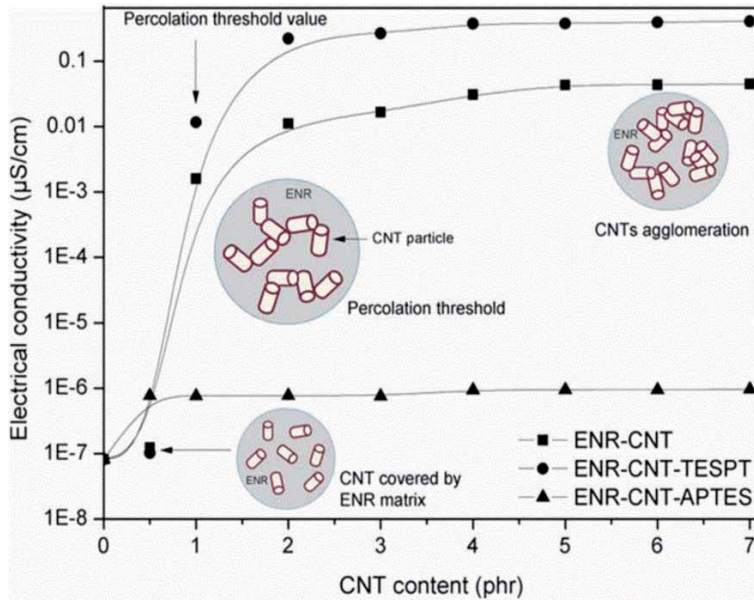 Percolation threshold value
0.1
0.01
1E-3
1E-4
1E-5
1E-6
1E-7
1E-8
Electrical conductivity (µS/cm)
ENR
CNT particle
Percolation threshold
ENR
CNTs agglomeration
ENR
CNT covered by
ENR matrix
ENR-CNT
ENR-CNT-TESPT
ENR-CNT-APTES
0 1 2 3 4 5 6 7
CNT content (phr)